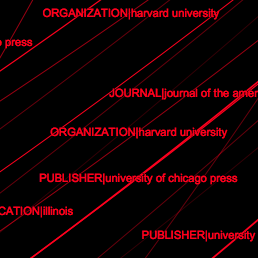 ORGANIZATION|harvard university
press
JOURNAL|journal of the
ORGANIZATION|harvard university
PUBLISHER|university of chicago press
CATION|illinois
PUBLISHER|university